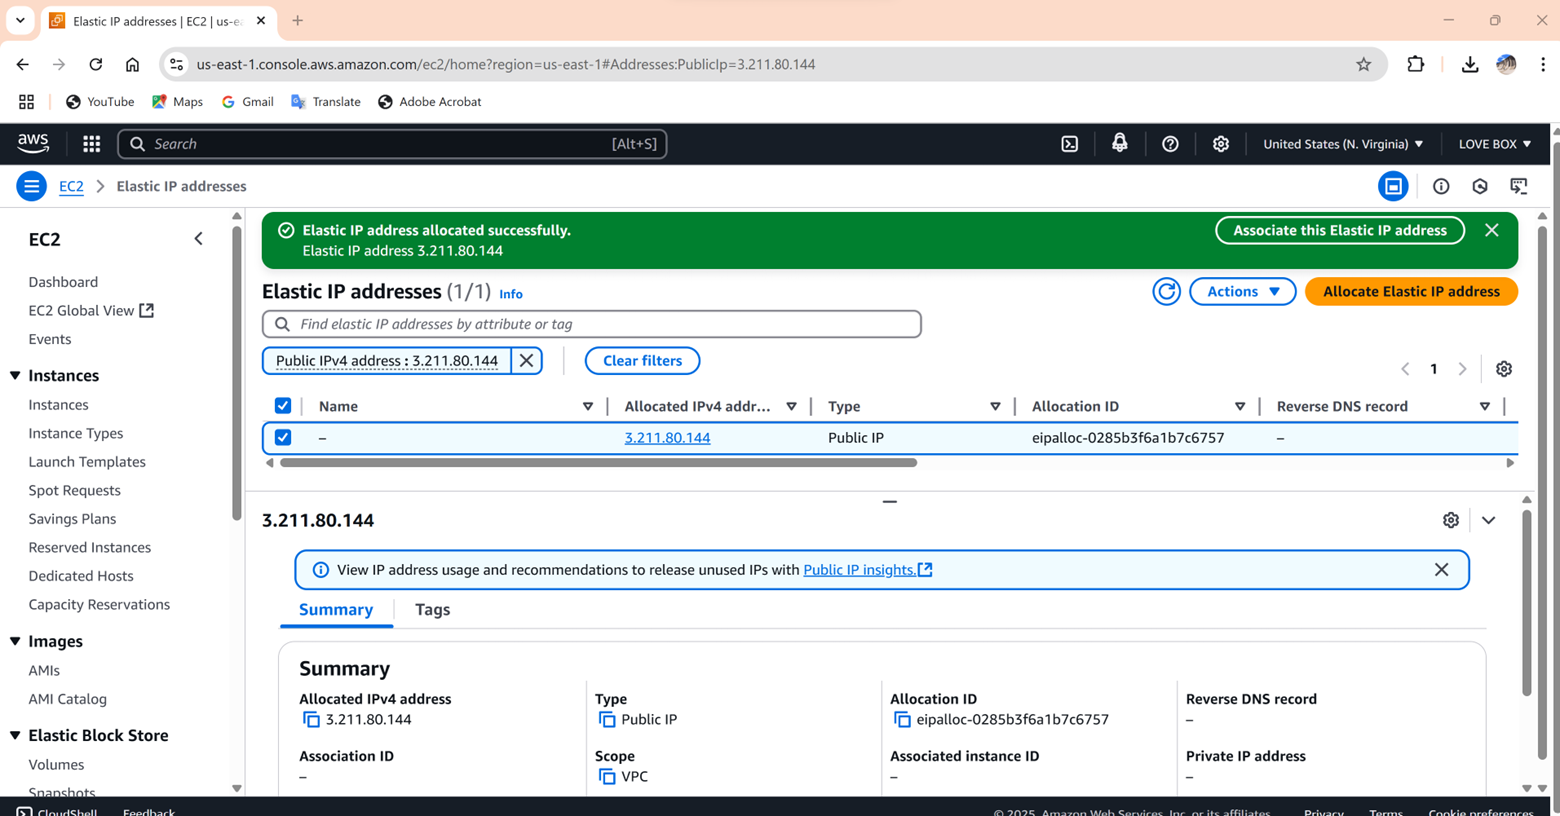 Elastic IP addresses | EC2 | us-e
us-east-1.console.aws.amazon.com/ec2/home?region=us-east-1#Addresses:PublicIp=3.211.80.144
YouTube Maps Gmail Translate Adobe Acrobat
aws Search [Alt+S] United States (N. Virginia) LOVE BOX
EC2 Elastic IP addresses
EC2
Dashboard
EC2 Global View
Events
Instances
Instances
Instance Types
Launch Templates
Spot Requests
Savings Plans
Reserved Instances
Dedicated Hosts
Capacity Reservations
Images
AMIs
AMI Catalog
Elastic Block Store
Volumes
Snapshots
Elastic IP address allocated successfully.
Elastic IP address 3.211.80.144
Associate this Elastic IP address
Elastic IP addresses (1/1) Info
Actions
Allocate Elastic IP address
Find elastic IP addresses by attribute or tag
Public IPv4 address : 3.211.80.144
Clear filters
1
Name Allocated IPv4 addr... Type Allocation ID Reverse DNS record
– 3.211.80.144 Public IP eipalloc-0285b3f6a1b7c6757 –
3.211.80.144
View IP address usage and recommendations to release unused IPs with Public IP insights.
Summary Tags
Summary
Allocated IPv4 address Type Allocation ID Reverse DNS record
3.211.80.144 Public IP eipalloc-0285b3f6a1b7c6757 –
Association ID Scope Associated instance ID Private IP address
– VPC – –
CloudShell Feedback © 2025, Amazon Web Services, Inc. or its affiliates. Privacy Terms Cookie preferences